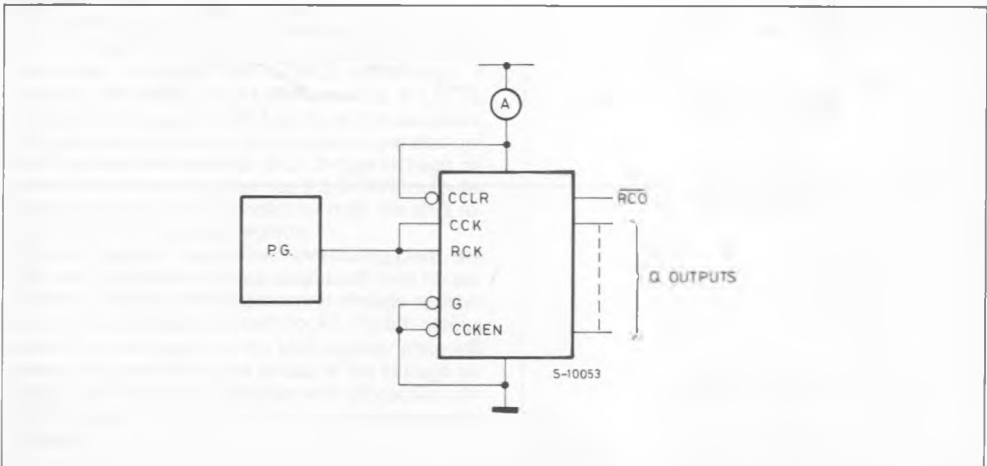 A
CCLR
RCO
CCK
P.G.
RCK
Q OUTPUTS
G
CCKEN
S-10053